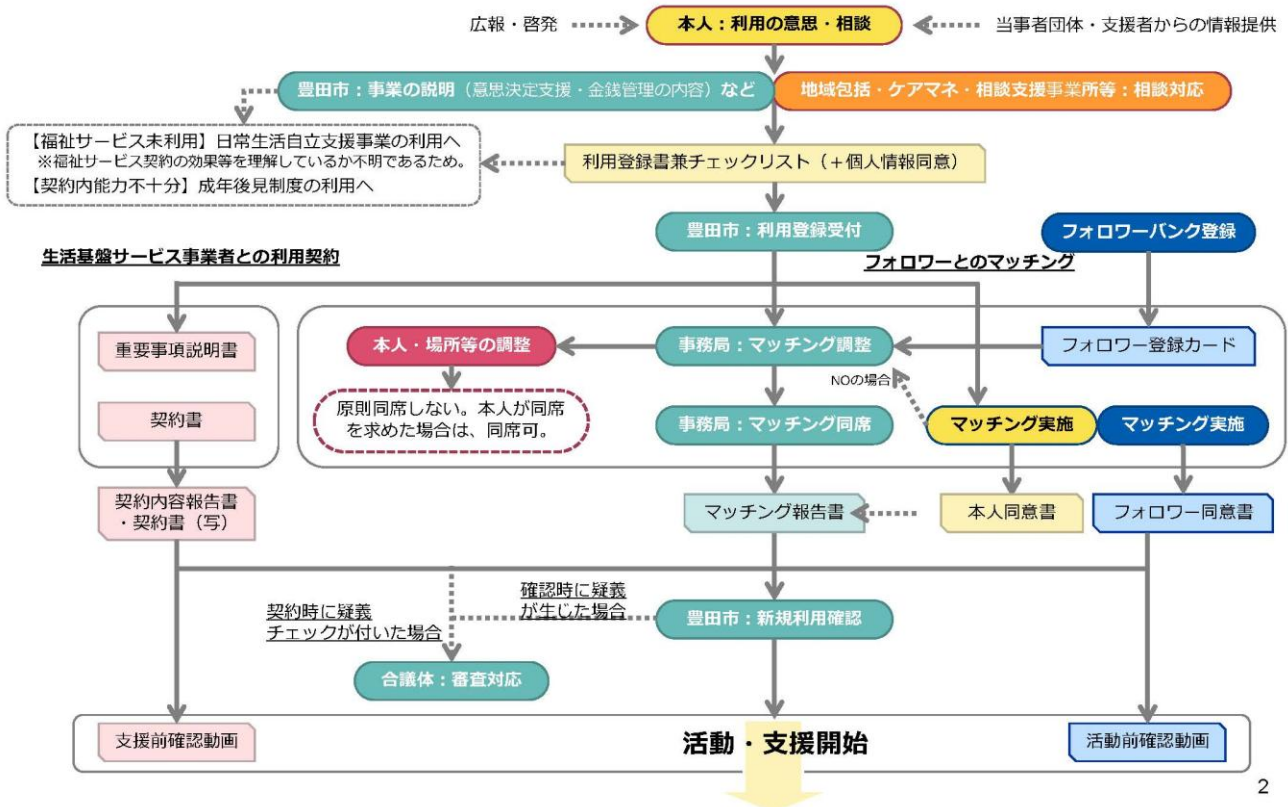 広報・啓発
本人：利用の意思・相談
当事者団体・支援者からの情報提供
豊田市：事業の説明（意思決定支援・金銭管理の内容）など
地域包括・ケアマネ・相談支援事業所等：相談対応
【福祉サービス未利用】日常生活自立支援事業の利用へ
※福祉サービス契約の効果等を理解しているか不明であるため。
【契約内能力不十分】成年後見制度の利用へ
利用登録書兼チェックリスト（＋個人情報同意）
豊田市：利用登録受付
フォロワーバンク登録
生活基盤サービス事業者との利用契約
フォロワーとのマッチング
重要事項説明書
本人・場所等の調整
事務局：マッチング調整
フォロワー登録カード
NOの場合
契約書
原則同席しない。本人が同席
を求めた場合は、同席可。
事務局：マッチング同席
マッチング実施
マッチング実施
契約内容報告書
・契約書（写）
マッチング報告書
本人同意書
フォロワー同意書
契約時に疑義
チェックが付いた場合
確認時に疑義
が生じた場合
豊田市：新規利用確認
合議体：審査対応
支援前確認動画
活動・支援開始
活動前確認動画
2